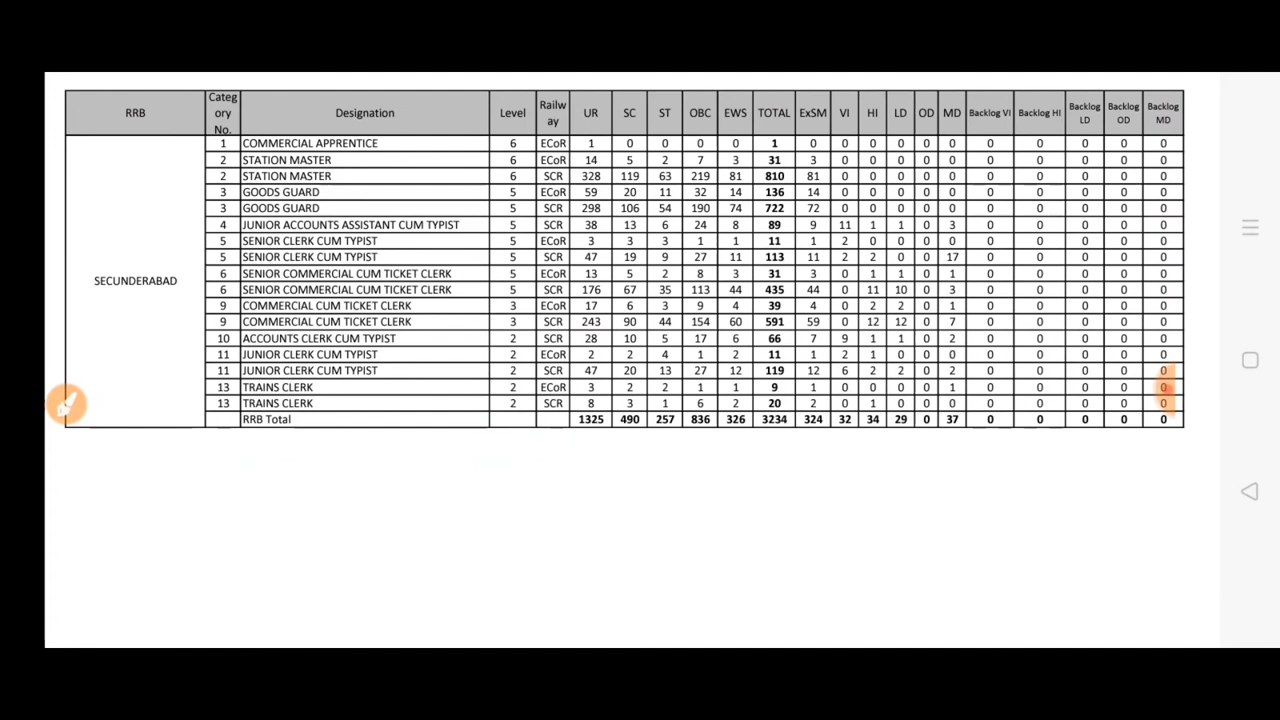 RRB Categ ory No. Designation Level Railw ay UR SC ST OBC EWS TOTAL ExSM VI HI LD OD MD Backlog VI Backlog HI Backlog LD Backlog OD Backlog MD
1 COMMERCIAL APPRENTICE 6 ECoR 1 0 0 0 0 1 0 0 0 0 0 0 0 0 0 0 0
2 STATION MASTER 6 ECoR 14 5 2 7 3 31 3 0 0 0 0 0 0 0 0 0 0
2 STATION MASTER 6 SCR 328 119 63 219 81 810 81 0 0 0 0 0 0 0 0 0 0
3 GOODS GUARD 5 ECoR 59 20 11 32 14 136 14 0 0 0 0 0 0 0 0 0 0
3 GOODS GUARD 5 SCR 298 106 54 190 74 722 72 0 0 0 0 0 0 0 0 0 0
4 JUNIOR ACCOUNTS ASSISTANT CUM TYPIST 5 SCR 38 13 6 24 8 89 9 11 1 1 0 3 0 0 0 0 0
5 SENIOR CLERK CUM TYPIST 5 ECoR 3 3 3 1 1 11 1 2 0 0 0 0 0 0 0 0 0
5 SENIOR CLERK CUM TYPIST 5 SCR 47 19 9 27 11 113 11 2 2 0 0 17 0 0 0 0 0
6 SENIOR COMMERCIAL CUM TICKET CLERK 5 ECoR 13 5 2 8 3 31 3 0 1 1 0 1 0 0 0 0 0
SECUNDERABAD
6 SENIOR COMMERCIAL CUM TICKET CLERK 5 SCR 176 67 35 113 44 435 44 0 11 10 0 3 0 0 0 0 0
9 COMMERCIAL CUM TICKET CLERK 3 ECoR 17 6 3 9 4 39 4 0 2 2 0 1 0 0 0 0 0
9 COMMERCIAL CUM TICKET CLERK 3 SCR 243 90 44 154 60 591 59 0 12 12 0 7 0 0 0 0 0
10 ACCOUNTS CLERK CUM TYPIST 2 SCR 28 10 5 17 6 66 7 9 1 1 0 2 0 0 0 0 0
11 JUNIOR CLERK CUM TYPIST 2 ECoR 2 2 4 1 2 11 1 2 1 0 0 0 0 0 0 0 0
11 JUNIOR CLERK CUM TYPIST 2 SCR 47 20 13 27 12 119 12 6 2 2 0 2 0 0 0 0 0
13 TRAINS CLERK 2 ECoR 3 2 2 1 1 9 1 0 0 0 0 1 0 0 0 0 0
13 TRAINS CLERK 2 SCR 8 3 1 6 2 20 2 0 1 0 0 0 0 0 0 0 0
RRB Total 1325 490 257 836 326 3234 324 32 34 29 0 37 0 0 0 0 0